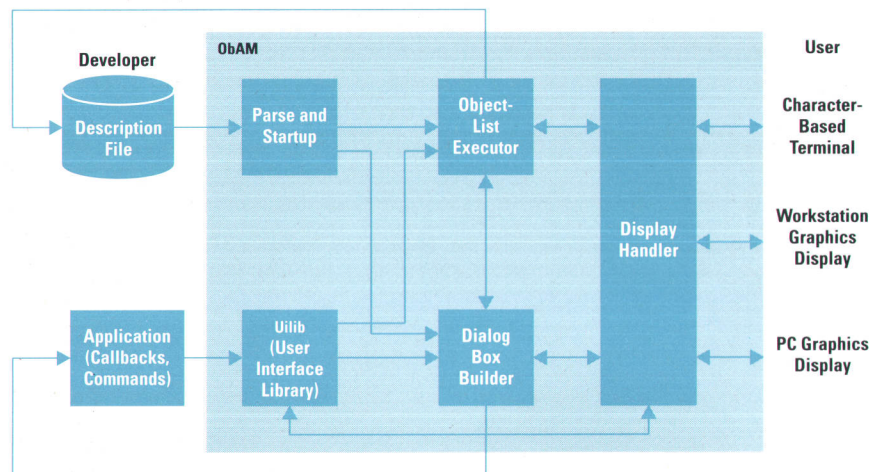 Developer
ObAM
User
Description
File
Parse and
Startup
Object-
List
Executor
Display
Handler
Character-
Based
Terminal
Workstation
Graphics
Display
Application
(Callbacks,
Commands)
Uilib
(User
Interface
Library)
Dialog
Box
Builder
PC Graphics
Display